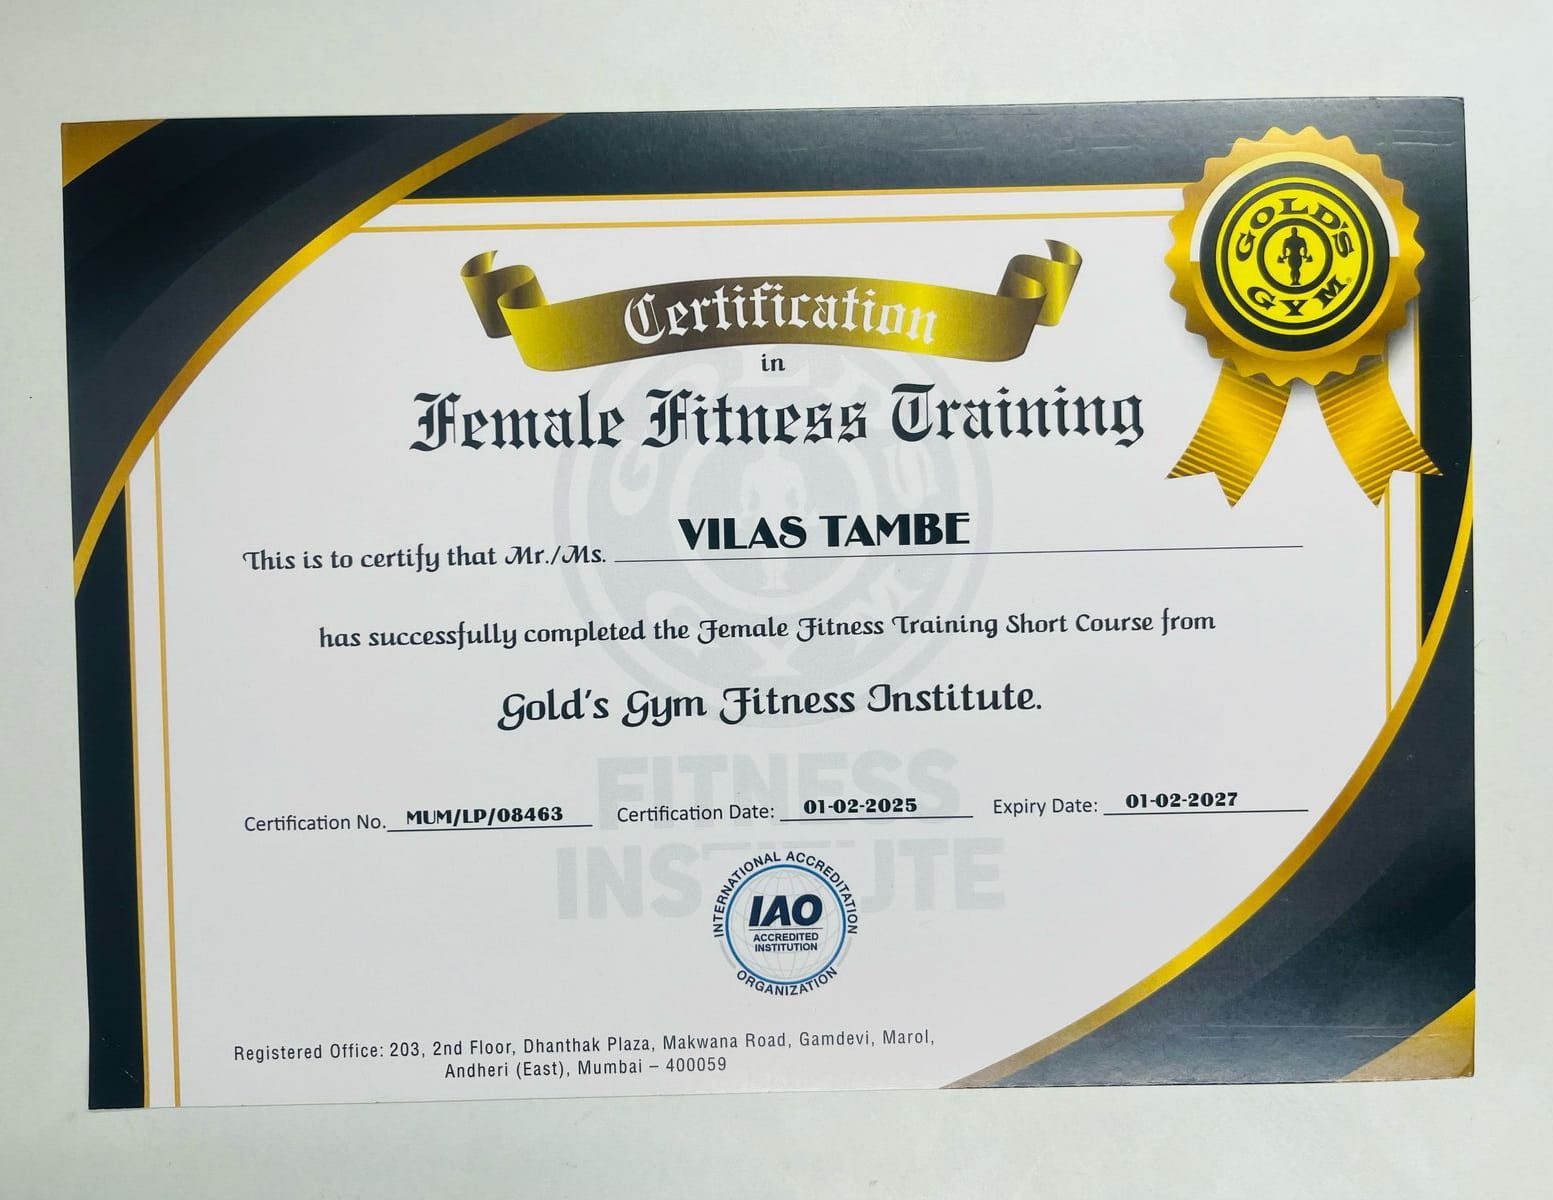 GOLD'S GYM
Certification
in
Female Fitness Training
This is to certify that Mr./Ms. VILAS TAMBE
has successfully completed the Female Fitness Training Short Course from
Gold's Gym Fitness Institute.
FITNESS
INSTITUTE
Certification No. MUM/LP/08463 Certification Date: 01-02-2025 Expiry Date: 01-02-2027
INTERNATIONAL ACCREDITATION
IAO
ACCREDITED
INSTITUTION
ORGANIZATION
Registered Office: 203, 2nd Floor, Dhanthak Plaza, Makwana Road, Gamdevi, Marol,
Andheri (East), Mumbai – 400059